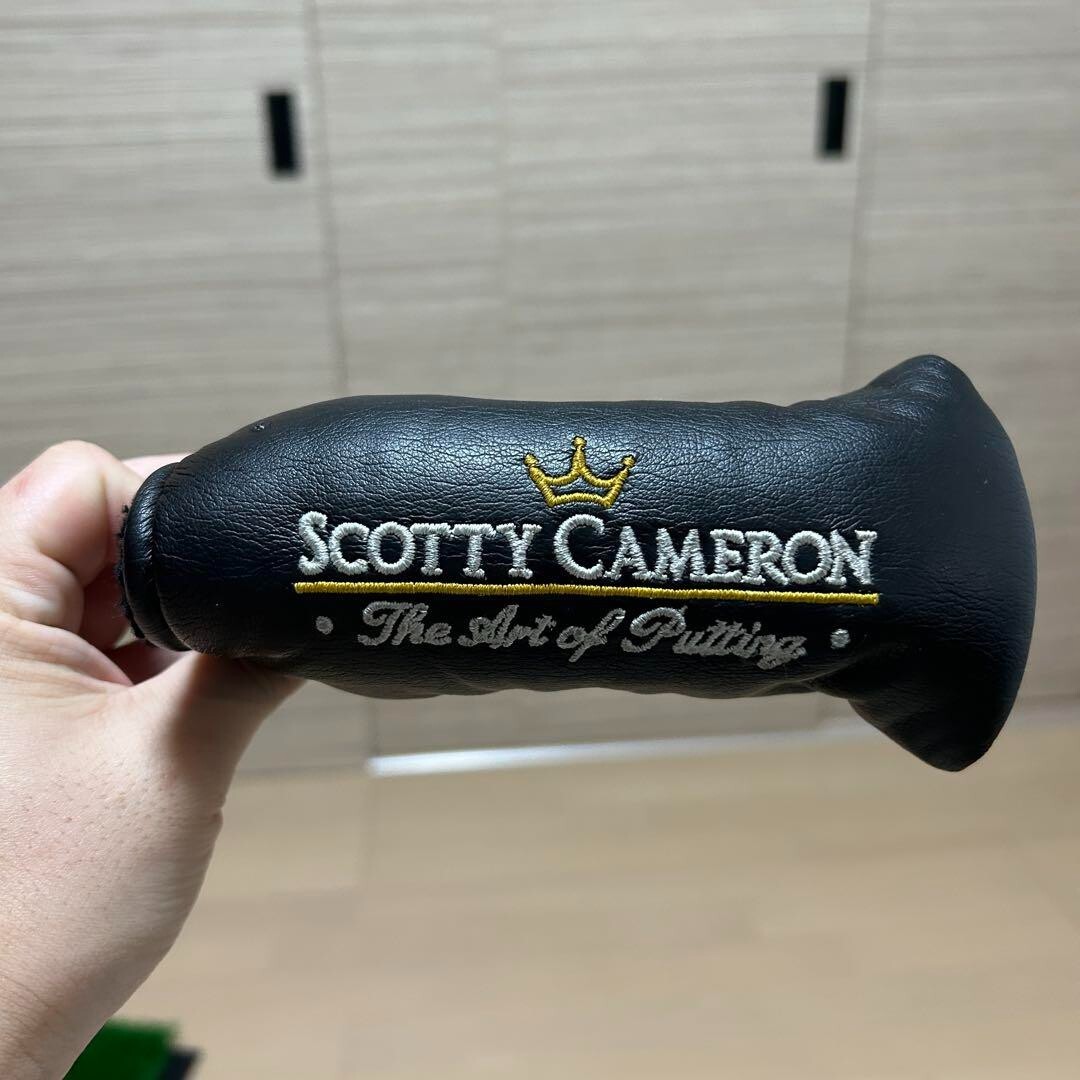 SCOTTY CAMERON
• The Art of Putting •